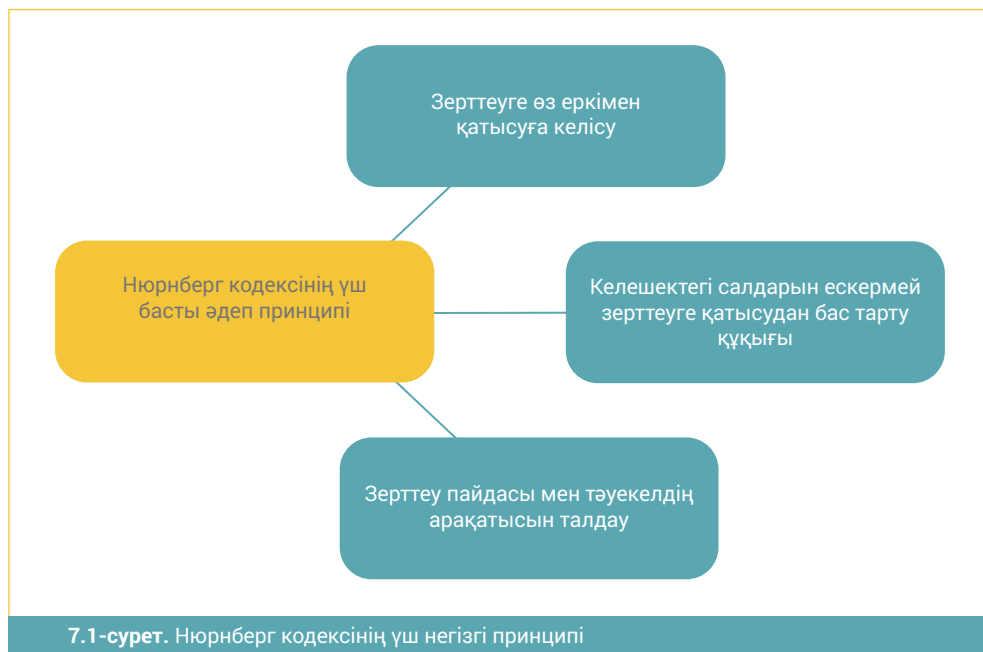 Зерттеуге өз еркімен
қатысуға келісу
Нюрнберг кодексінің үш
басты әдеп принципі
Келешектегі салдарын ескермей
зерттеуге қатысудан бас тарту
құқығы
Зерттеу пайдасы мен тәуекелдің
арақатысын талдау
7.1-сурет. Нюрнберг кодексінің үш негізгі принципі